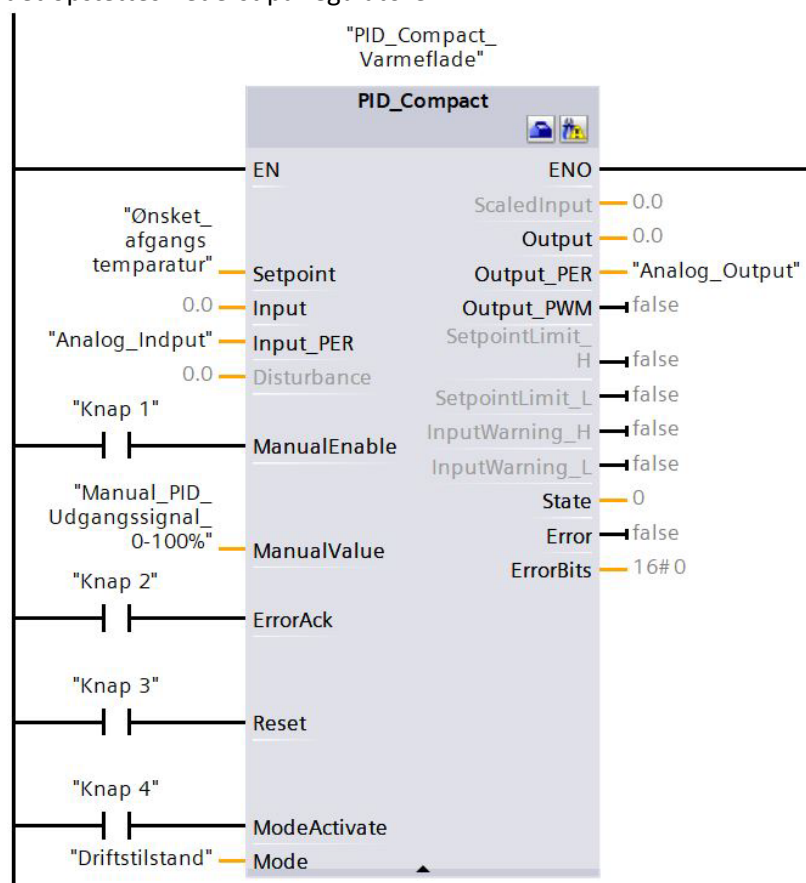 "PID_Compact_
Varmeflade"
PID_Compact
EN
ENO
ScaledInput
0.0
"Ønsket_
afgangs
temparatur"
Output
0.0
Setpoint
Output_PER
"Analog_Output"
0.0
Input
Output_PWM
false
"Analog_Indput"
Input_PER
SetpointLimit_
H
false
0.0
Disturbance
SetpointLimit_L
false
"Knap 1"
InputWarning_H
false
ManualEnable
InputWarning_L
false
"Manual_PID_
Udgangssignal_
0-100%"
State
0
ManualValue
Error
false
ErrorBits
16#0
"Knap 2"
ErrorAck
"Knap 3"
Reset
"Knap 4"
ModeActivate
"Driftstilstand"
Mode